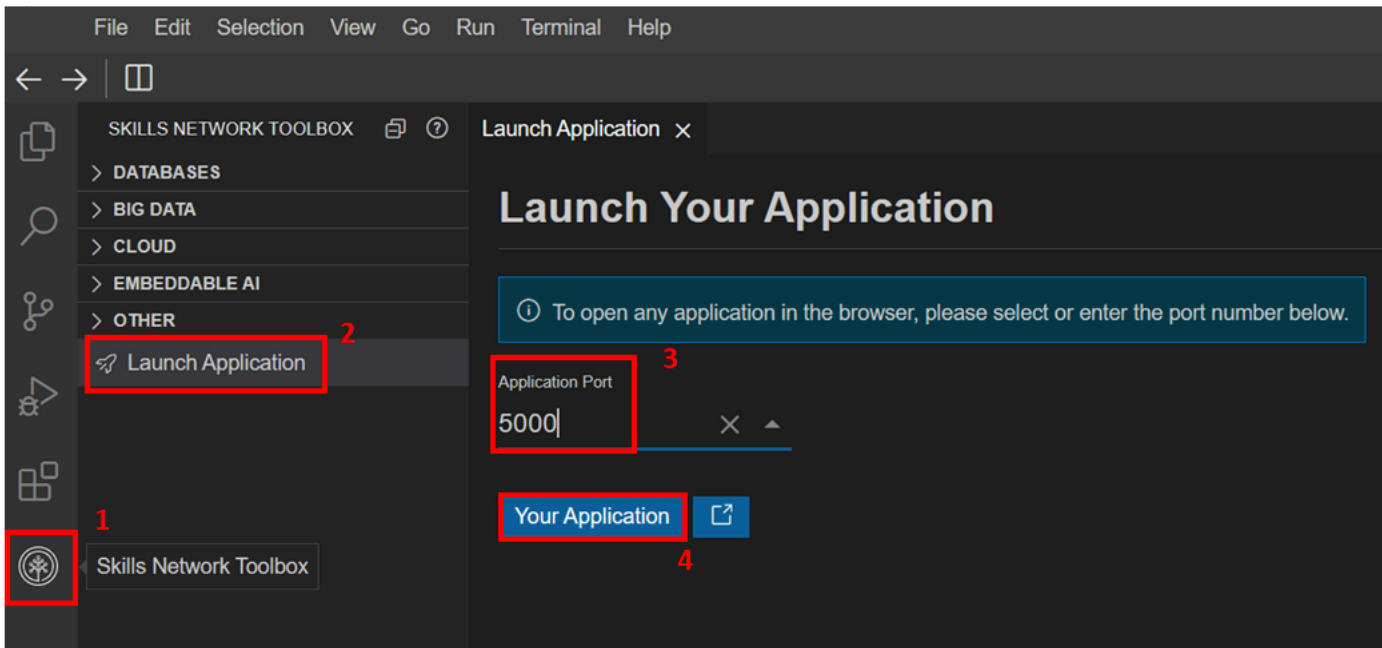 File Edit Selection View Go Run Terminal Help
SKILLS NETWORK TOOLBOX
Launch Application
DATABASES
BIG DATA
CLOUD
EMBEDDABLE AI
OTHER
2
Launch Application
1
Skills Network Toolbox
Launch Your Application
To open any application in the browser, please select or enter the port number below.
3
Application Port
5000
Your Application
4